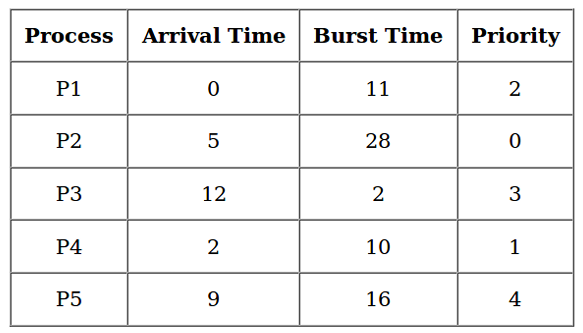 Process Arrival Time Burst Time Priority
P1 0 11 2
P2 5 28 0
P3 12 2 3
P4 2 10 1
P5 9 16 4